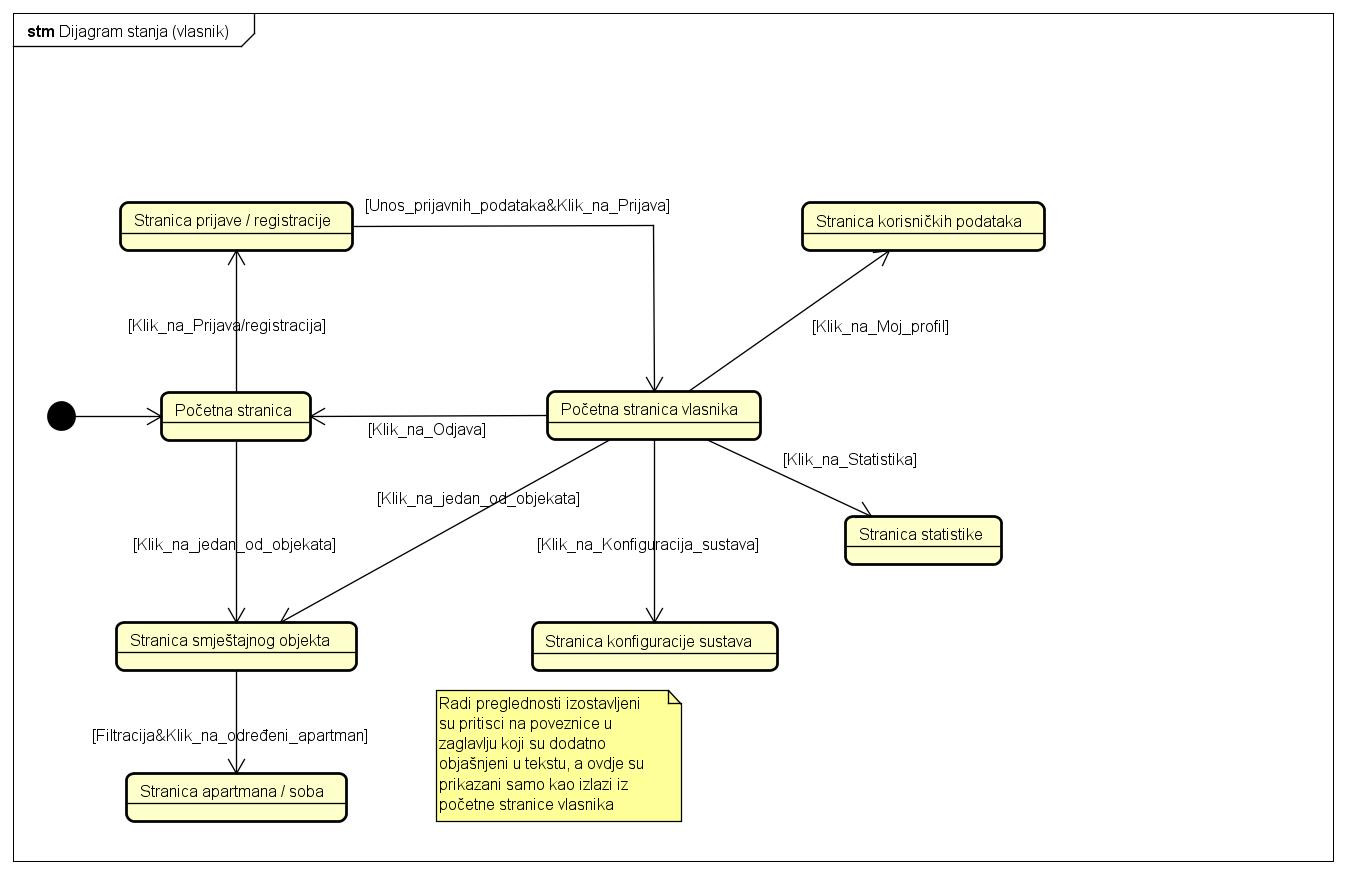 stm Dijagram stanja (vlasnik)
[Unos_prijavnih_podataka&Klik_na_Prijava]
Stranica prijave / registracije
Stranica korisničkih podataka
[Klik_na_Prijava/registracija]
[Klik_na_Moj_profil]
Početna stranica
Početna stranica vlasnika
[Klik_na_Odjava]
[Klik_na_Statistika]
[Klik_na_jedan_od_objekata]
Stranica statistike
[Klik_na_jedan_od_objekata]
[Klik_na_Konfiguracija_sustava]
Stranica smještajnog objekta
Stranica konfiguracije sustava
[Filtracija&Klik_na_određeni_apartman]
Stranica apartmana / soba
Radi preglednosti izostavljeni
su pritisci na poveznice u
zaglavlju koji su dodatno
objašnjeni u tekstu, a ovdje su
prikazani samo kao izlazi iz
početne stranice vlasnika